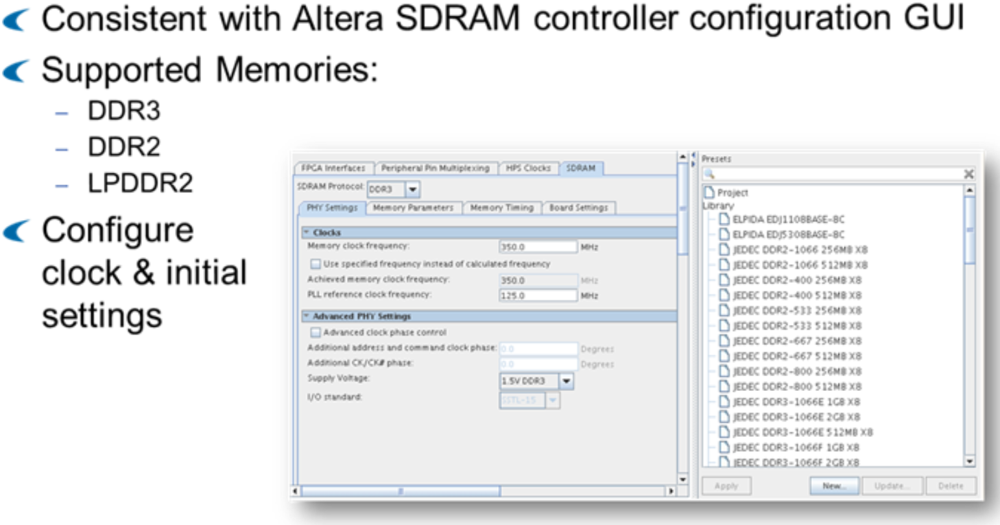 Consistent with Altera SDRAM controller configuration GUI
Supported Memories:
– DDR3
– DDR2
– LPDDR2
Configure
clock & initial
settings
FPGA Interfaces Peripheral Pin Multiplexing HPS Clocks SDRAM
SDRAM Protocol: DDR3
PHY Settings Memory Parameters Memory Timing Board Settings
Clocks
Memory clock frequency: 350.0 MHz
Use specified frequency instead of calculated frequency
Achieved memory clock frequency: 350.0 MHz
PLL reference clock frequency: 125.0 MHz
Advanced PHY Settings
Advanced clock phase control
Additional address and command clock phase: 0.0 Degrees
Additional CK/CK# phase: 0.0 Degrees
Supply Voltage: 1.5V DDR3
I/O standard: SSTL-15
Presets
Project
Library
ELPIDA EDJ1108BASE-8C
ELPIDA EDJ5308BASE-8C
JEDEC DDR2-1066 256MB X8
JEDEC DDR2-1066 512MB X8
JEDEC DDR2-400 256MB X8
JEDEC DDR2-400 512MB X8
JEDEC DDR2-533 256MB X8
JEDEC DDR2-533 512MB X8
JEDEC DDR2-667 256MB X8
JEDEC DDR2-667 512MB X8
JEDEC DDR2-800 256MB X8
JEDEC DDR2-800 512MB X8
JEDEC DDR3-1066E 1GB X8
JEDEC DDR3-1066E 2GB X8
JEDEC DDR3-1066E 512MB X8
JEDEC DDR3-1066F 1GB X8
JEDEC DDR3-1066F 2GB X8
Apply New... Update... Delete